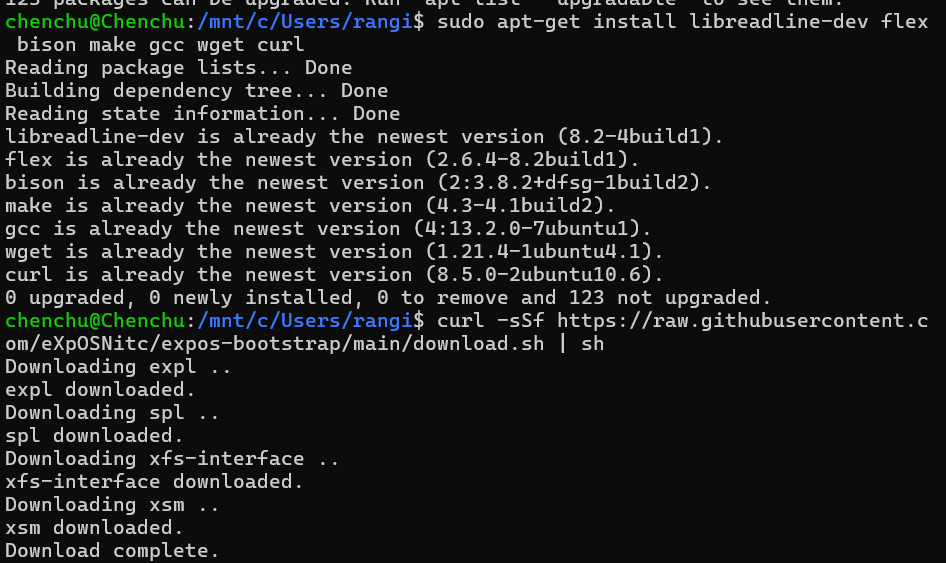 123 packages can be upgraded. Run 'apt list --upgradable' to see them.
chenchu@Chenchu:/mnt/c/Users/rangi$ sudo apt-get install libreadline-dev flex
bison make gcc wget curl
Reading package lists... Done
Building dependency tree... Done
Reading state information... Done
libreadline-dev is already the newest version (8.2-4build1).
flex is already the newest version (2.6.4-8.2build1).
bison is already the newest version (2:3.8.2+dfsg-1build2).
make is already the newest version (4.3-4.1build2).
gcc is already the newest version (4:13.2.0-7ubuntu1).
wget is already the newest version (1.21.4-1ubuntu4.1).
curl is already the newest version (8.5.0-2ubuntu10.6).
0 upgraded, 0 newly installed, 0 to remove and 123 not upgraded.
chenchu@Chenchu:/mnt/c/Users/rangi$ curl -sSf https://raw.githubusercontent.c
om/eXpOSNitc/expos-bootstrap/main/download.sh | sh
Downloading expl ..
expl downloaded.
Downloading spl ..
spl downloaded.
Downloading xfs-interface ..
xfs-interface downloaded.
Downloading xsm ..
xsm downloaded.
Download complete.